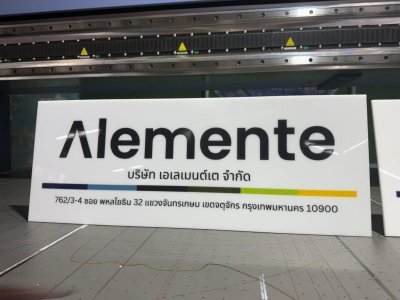 Alemente
บริษัท เอเลเมนต์เต จำกัด
762/3-4 ซอย พหลโยธิน 32 แขวงจันทรเกษม เขตจตุจักร กรุงเทพมหานคร 10900